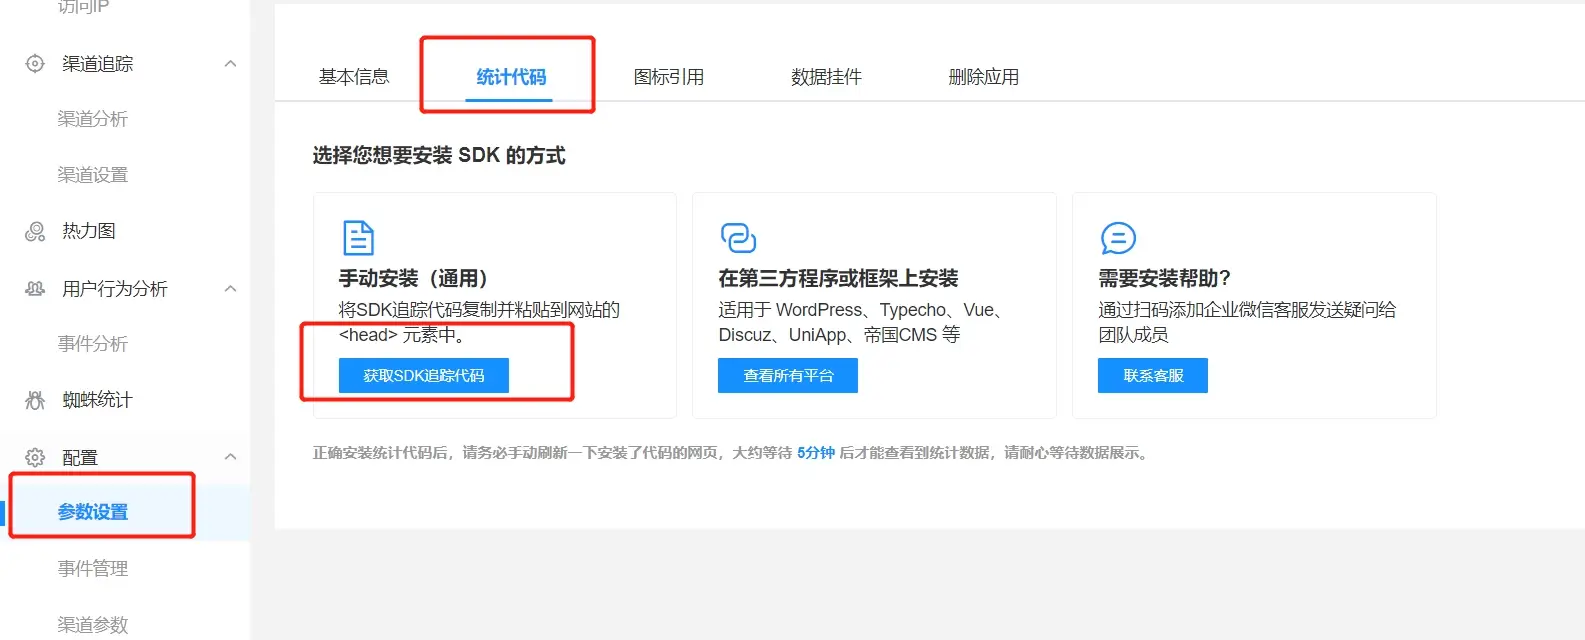 访问IP
渠道追踪
渠道分析
渠道设置
热力图
用户行为分析
事件分析
蜘蛛统计
配置
参数设置
事件管理
渠道参数
基本信息
统计代码
图标引用
数据挂件
删除应用
选择您想要安装 SDK 的方式
手动安装（通用）
将SDK追踪代码复制并粘贴到网站的
<head> 元素中。
获取SDK追踪代码
在第三方程序或框架上安装
适用于 WordPress、Typecho、Vue、
Discuz、UniApp、帝国CMS 等
查看所有平台
需要安装帮助?
通过扫码添加企业微信客服发送疑问给
团队成员
联系客服
正确安装统计代码后，请务必手动刷新一下安装了代码的网页，大约等待 5分钟 后才能查看到统计数据，请耐心等待数据展示。